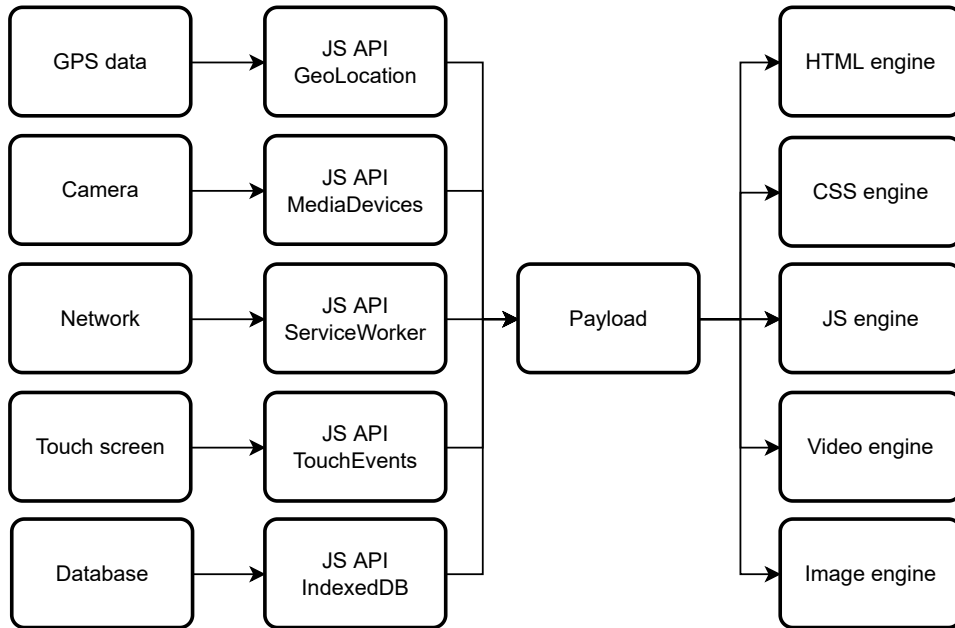 GPS data
JS API
GeoLocation
HTML engine
Camera
JS API
MediaDevices
CSS engine
Network
JS API
ServiceWorker
Payload
JS engine
Touch screen
JS API
TouchEvents
Video engine
Database
JS API
IndexedDB
Image engine